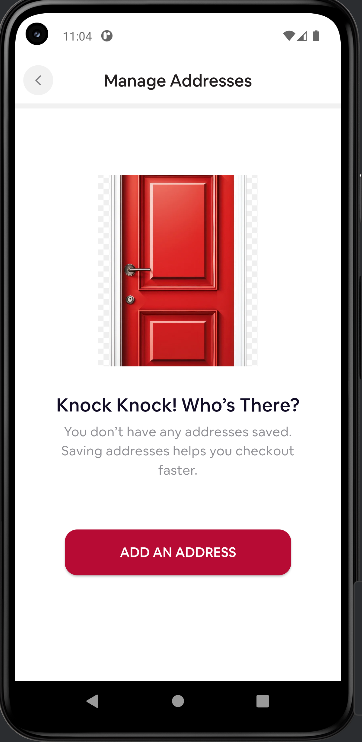 11:04
Manage Addresses
Knock Knock! Who's There?
You don't have any addresses saved.
Saving addresses helps you checkout
faster.
ADD AN ADDRESS